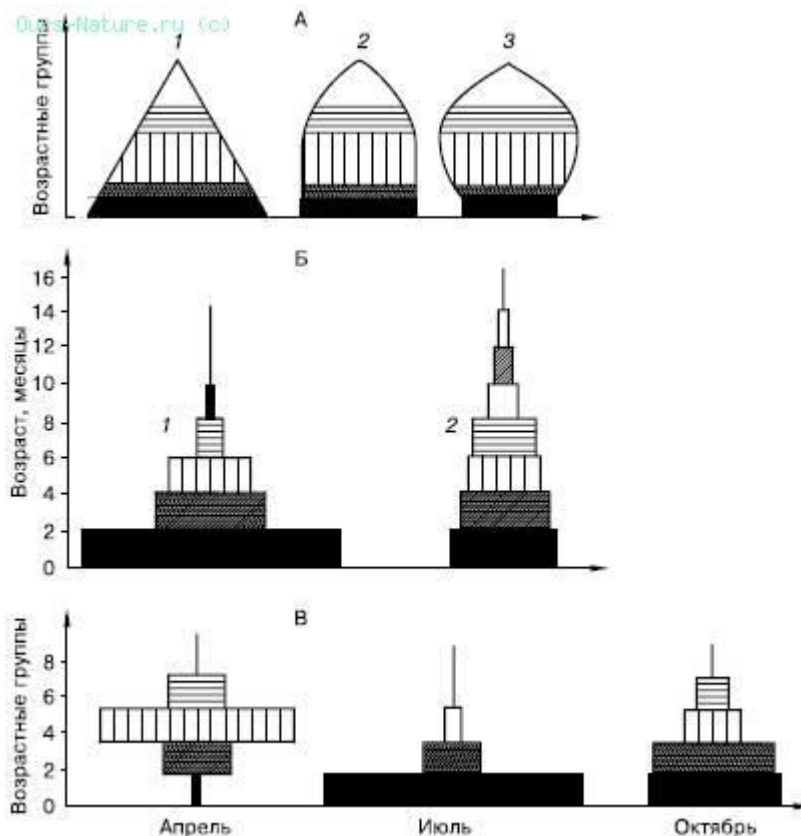 Ours-Nature.ru (c)
А
1
2
3
Возрастные группы
Б
16
14
12
10
8
6
4
2
0
1
2
Возраст, месяцы
В
8
6
4
2
0
Возрастные группы
Апрель
Июль
Октябрь